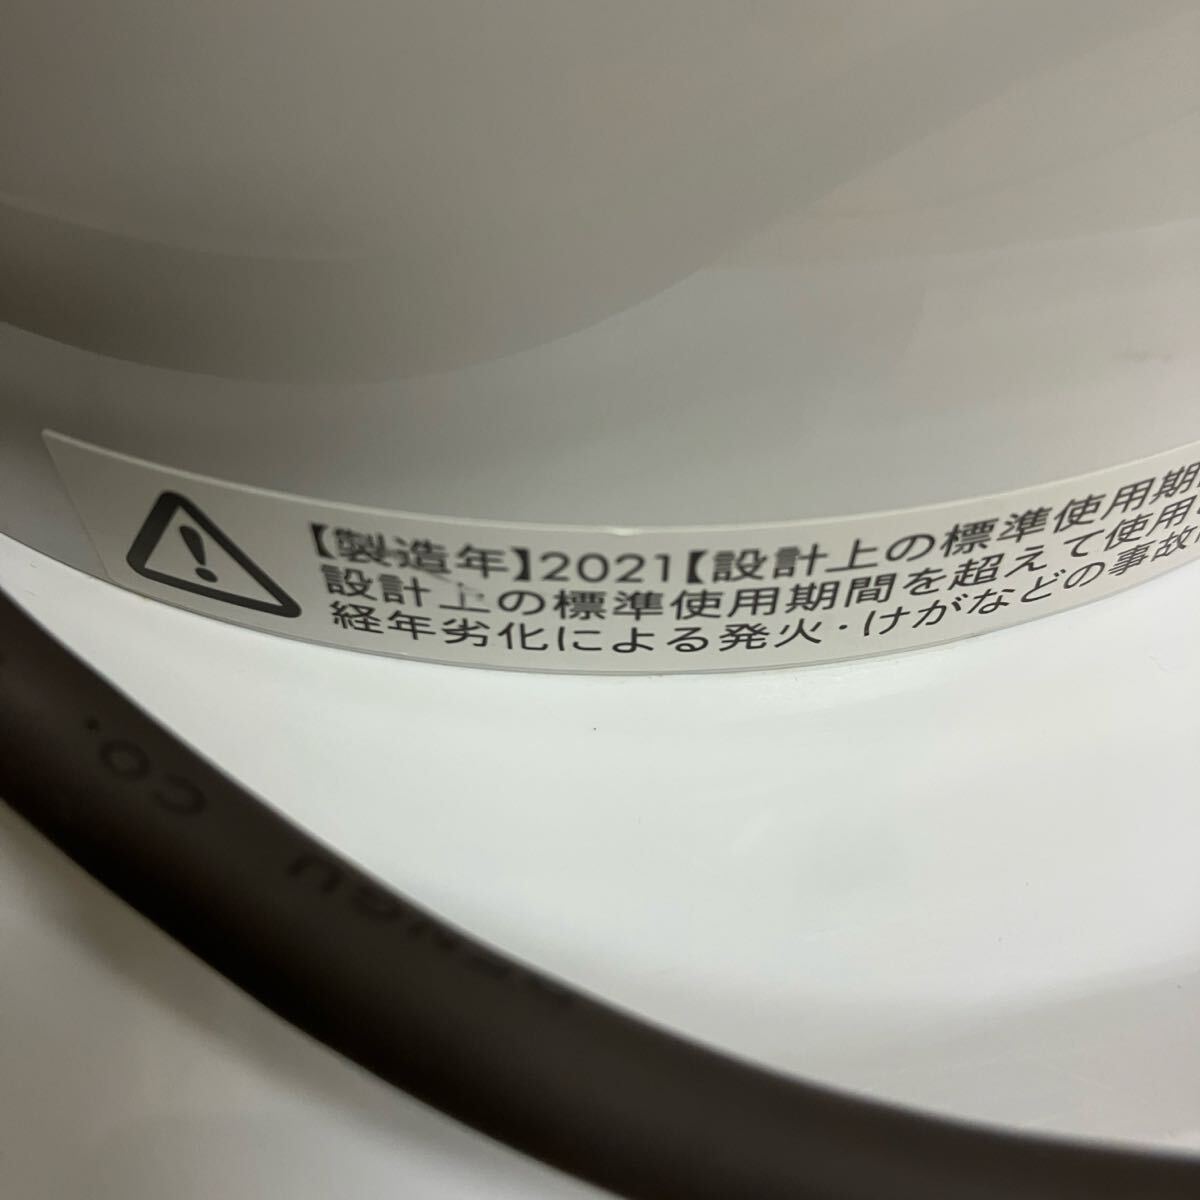 【製造年】2021【設計上の標準使用期
設計上の標準使用期間を超えて使用
経年劣化による発火・けがなどの事故
CO.